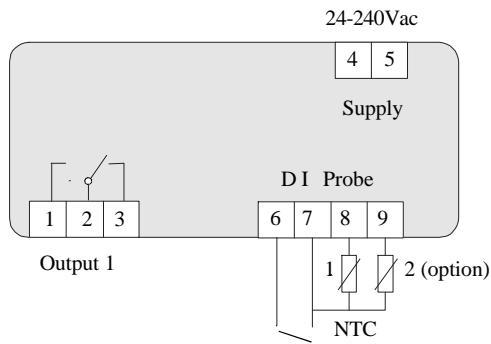 24-240Vac
4 5
Supply
D I Probe
1 2 3
6 7 8 9
Output 1
1
2 (option)
NTC